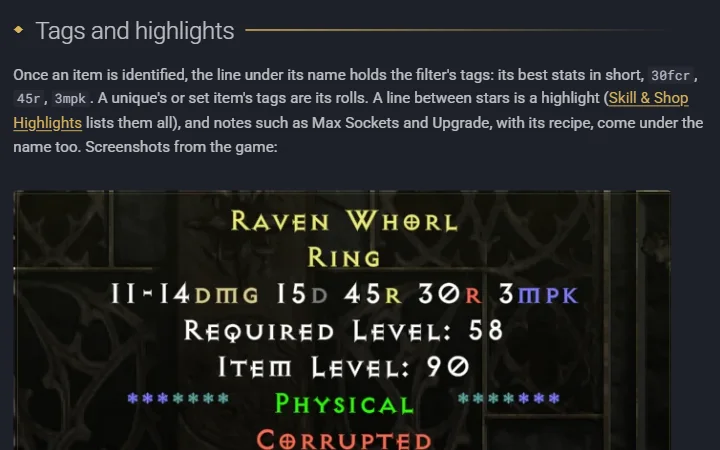 Tags and highlights
Once an item is identified, the line under its name holds the filter's tags: its best stats in short, 30fcr,
45r, 3mpk. A unique's or set item's tags are its rolls. A line between stars is a highlight (Skill & Shop
Highlights lists them all), and notes such as Max Sockets and Upgrade, with its recipe, come under the
name too. Screenshots from the game:
Raven Whorl
Ring
11-14dmg 15d 45r 30r 3mpk
Required Level: 58
Item Level: 90
******* Physical *******
Corrupted